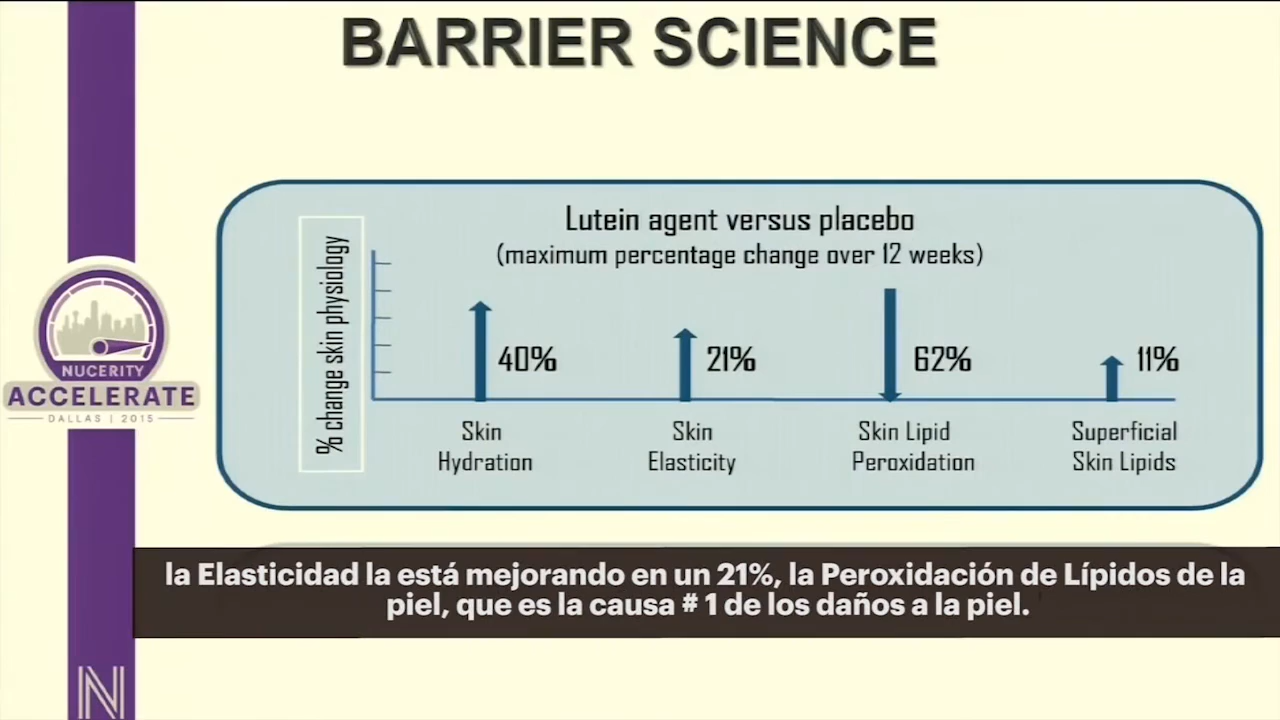 BARRIER SCIENCE
Lutein agent versus placebo
(maximum percentage change over 12 weeks)
% change skin physiology
40%
21%
62%
11%
Skin
Hydration
Skin
Elasticity
Skin Lipid
Peroxidation
Superficial
Skin Lipids
NUCERITY
ACCELERATE
DALLAS | 2015
la Elasticidad la está mejorando en un 21%, la Peroxidación de Lípidos de la
piel, que es la causa # 1 de los daños a la piel.
N